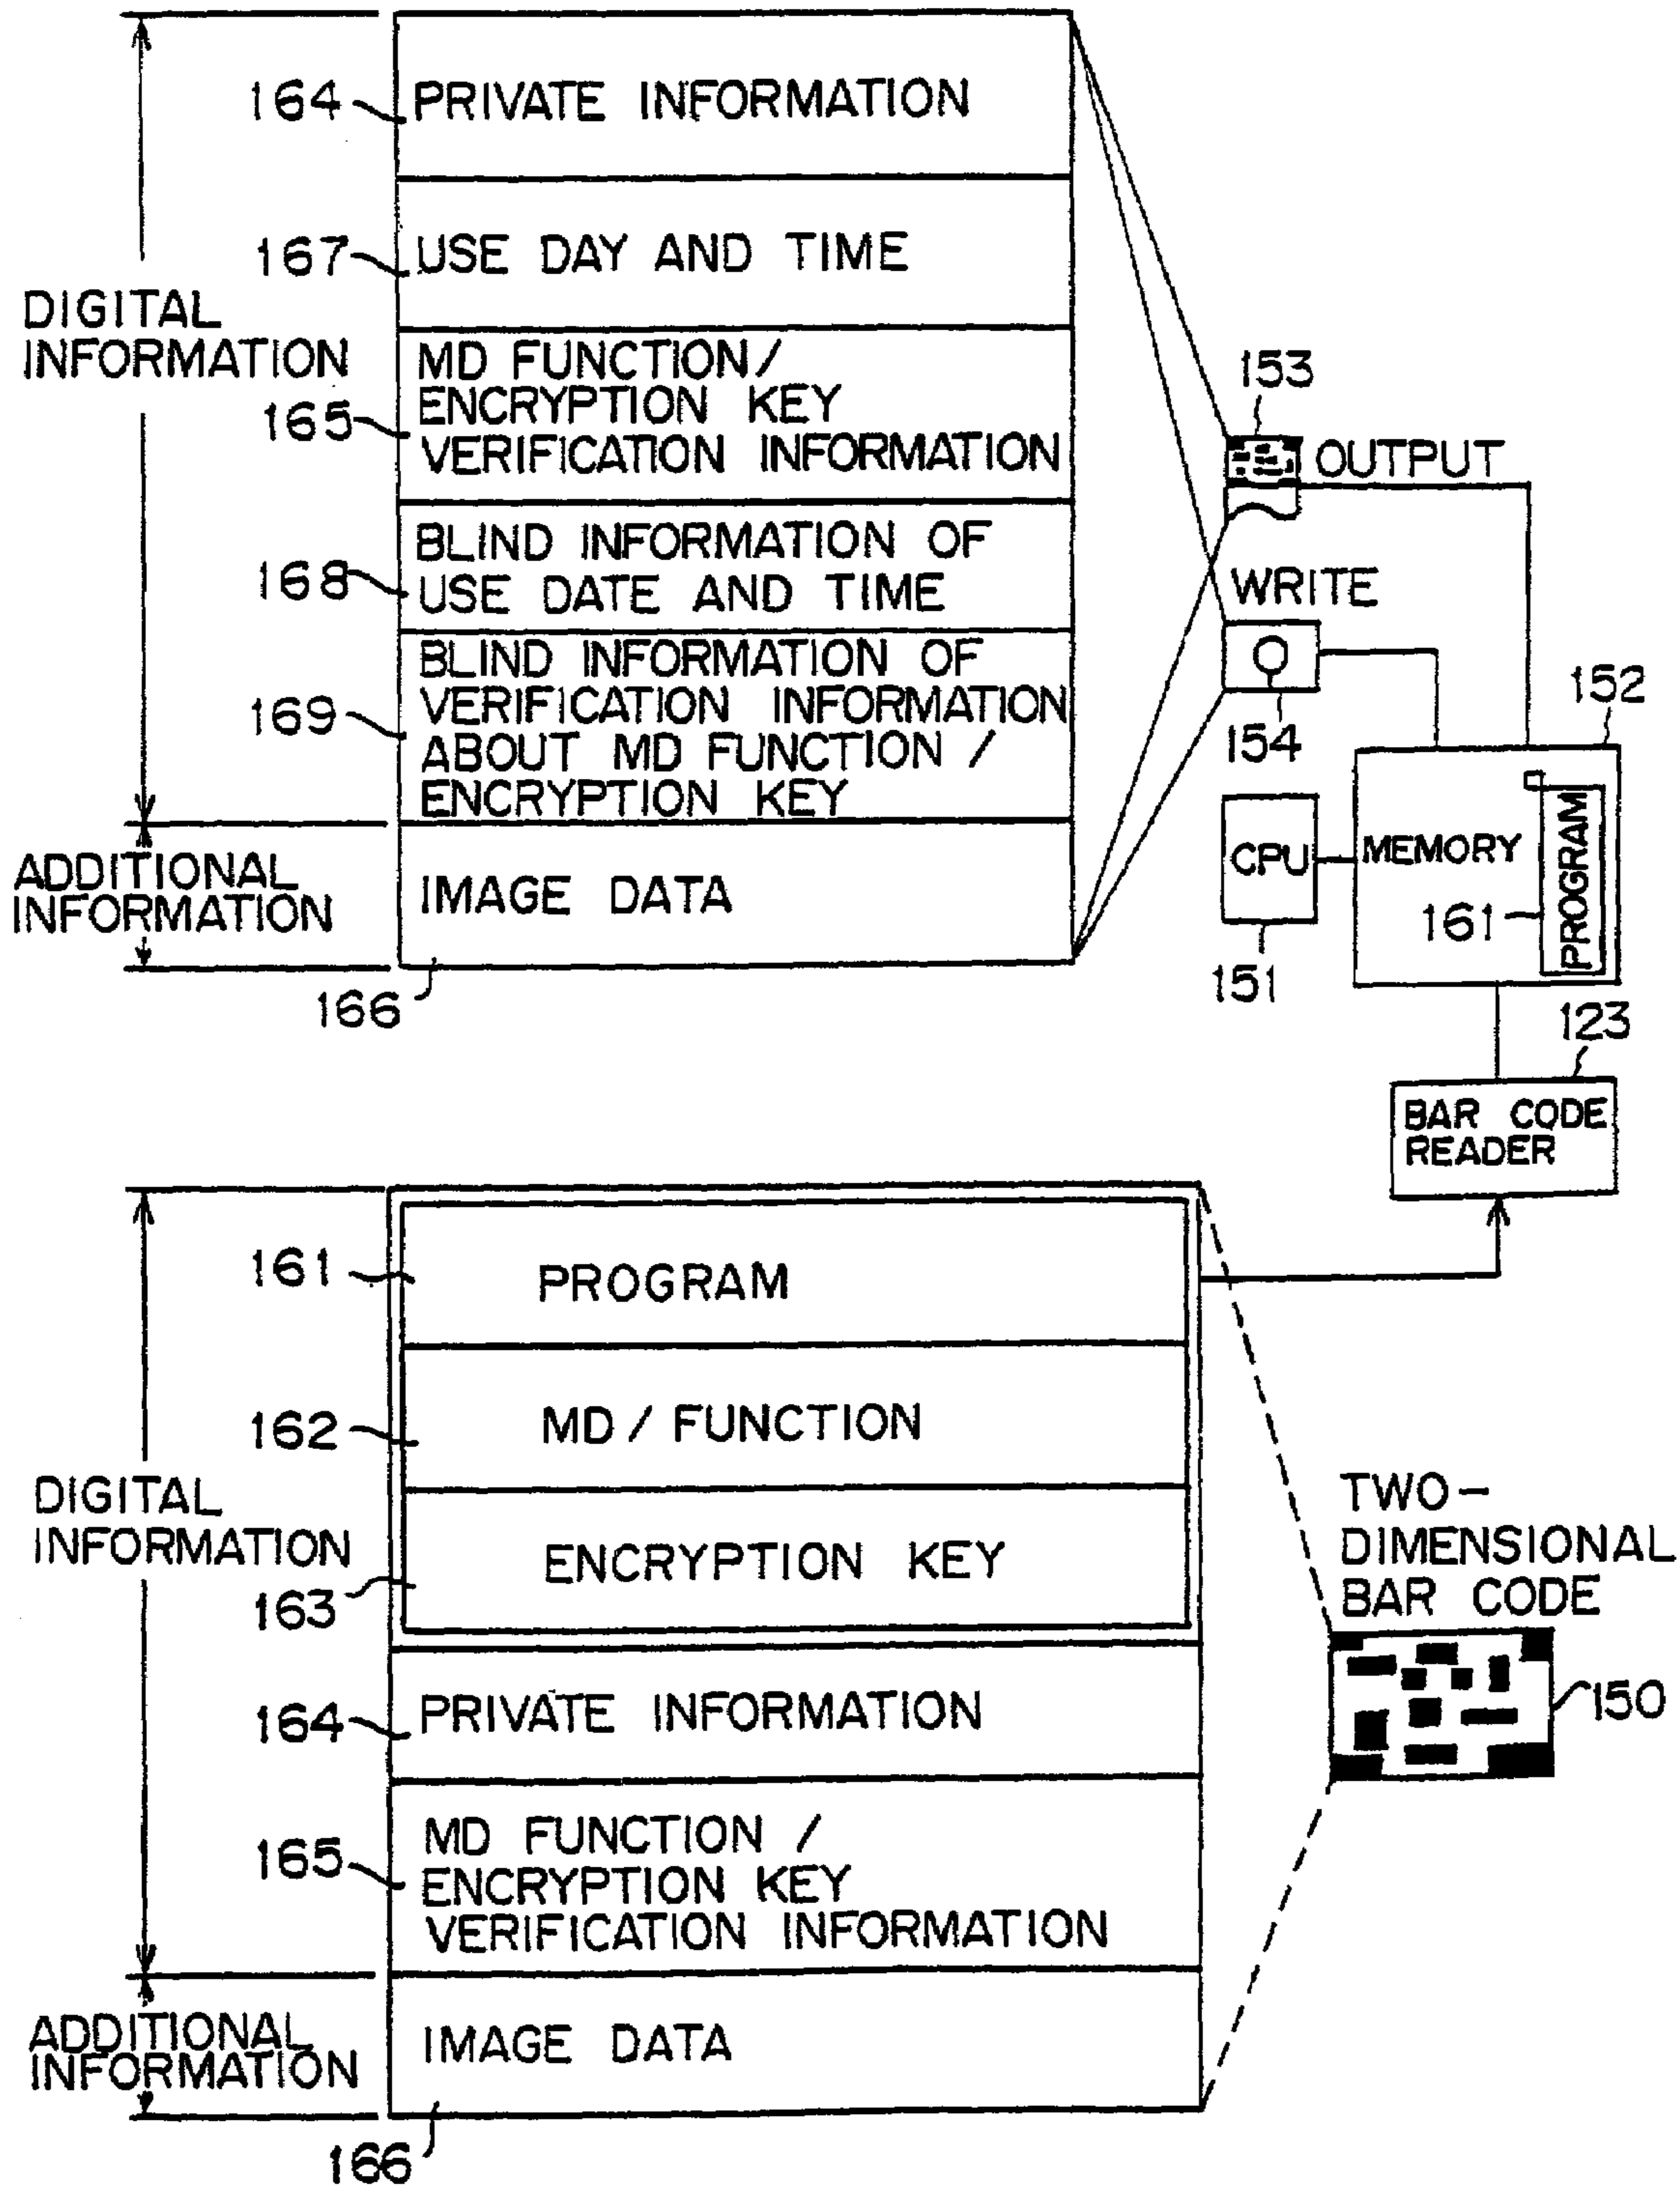 164
PRIVATE INFORMATION
167
USE DAY AND TIME
DIGITAL
INFORMATION
165
MD FUNCTION/
ENCRYPTION KEY
VERIFICATION INFORMATION
168
BLIND INFORMATION OF
USE DATE AND TIME
169
BLIND INFORMATION OF
VERIFICATION INFORMATION
ABOUT MD FUNCTION /
ENCRYPTION KEY
ADDITIONAL
INFORMATION
IMAGE DATA
166
153
OUTPUT
WRITE
154
152
CPU
151
MEMORY
161
PROGRAM
123
BAR CODE
READER
161
PROGRAM
162
MD / FUNCTION
DIGITAL
INFORMATION
163
ENCRYPTION KEY
164
PRIVATE INFORMATION
165
MD FUNCTION /
ENCRYPTION KEY
VERIFICATION INFORMATION
ADDITIONAL
INFORMATION
IMAGE DATA
166
TWO-
DIMENSIONAL
BAR CODE
150